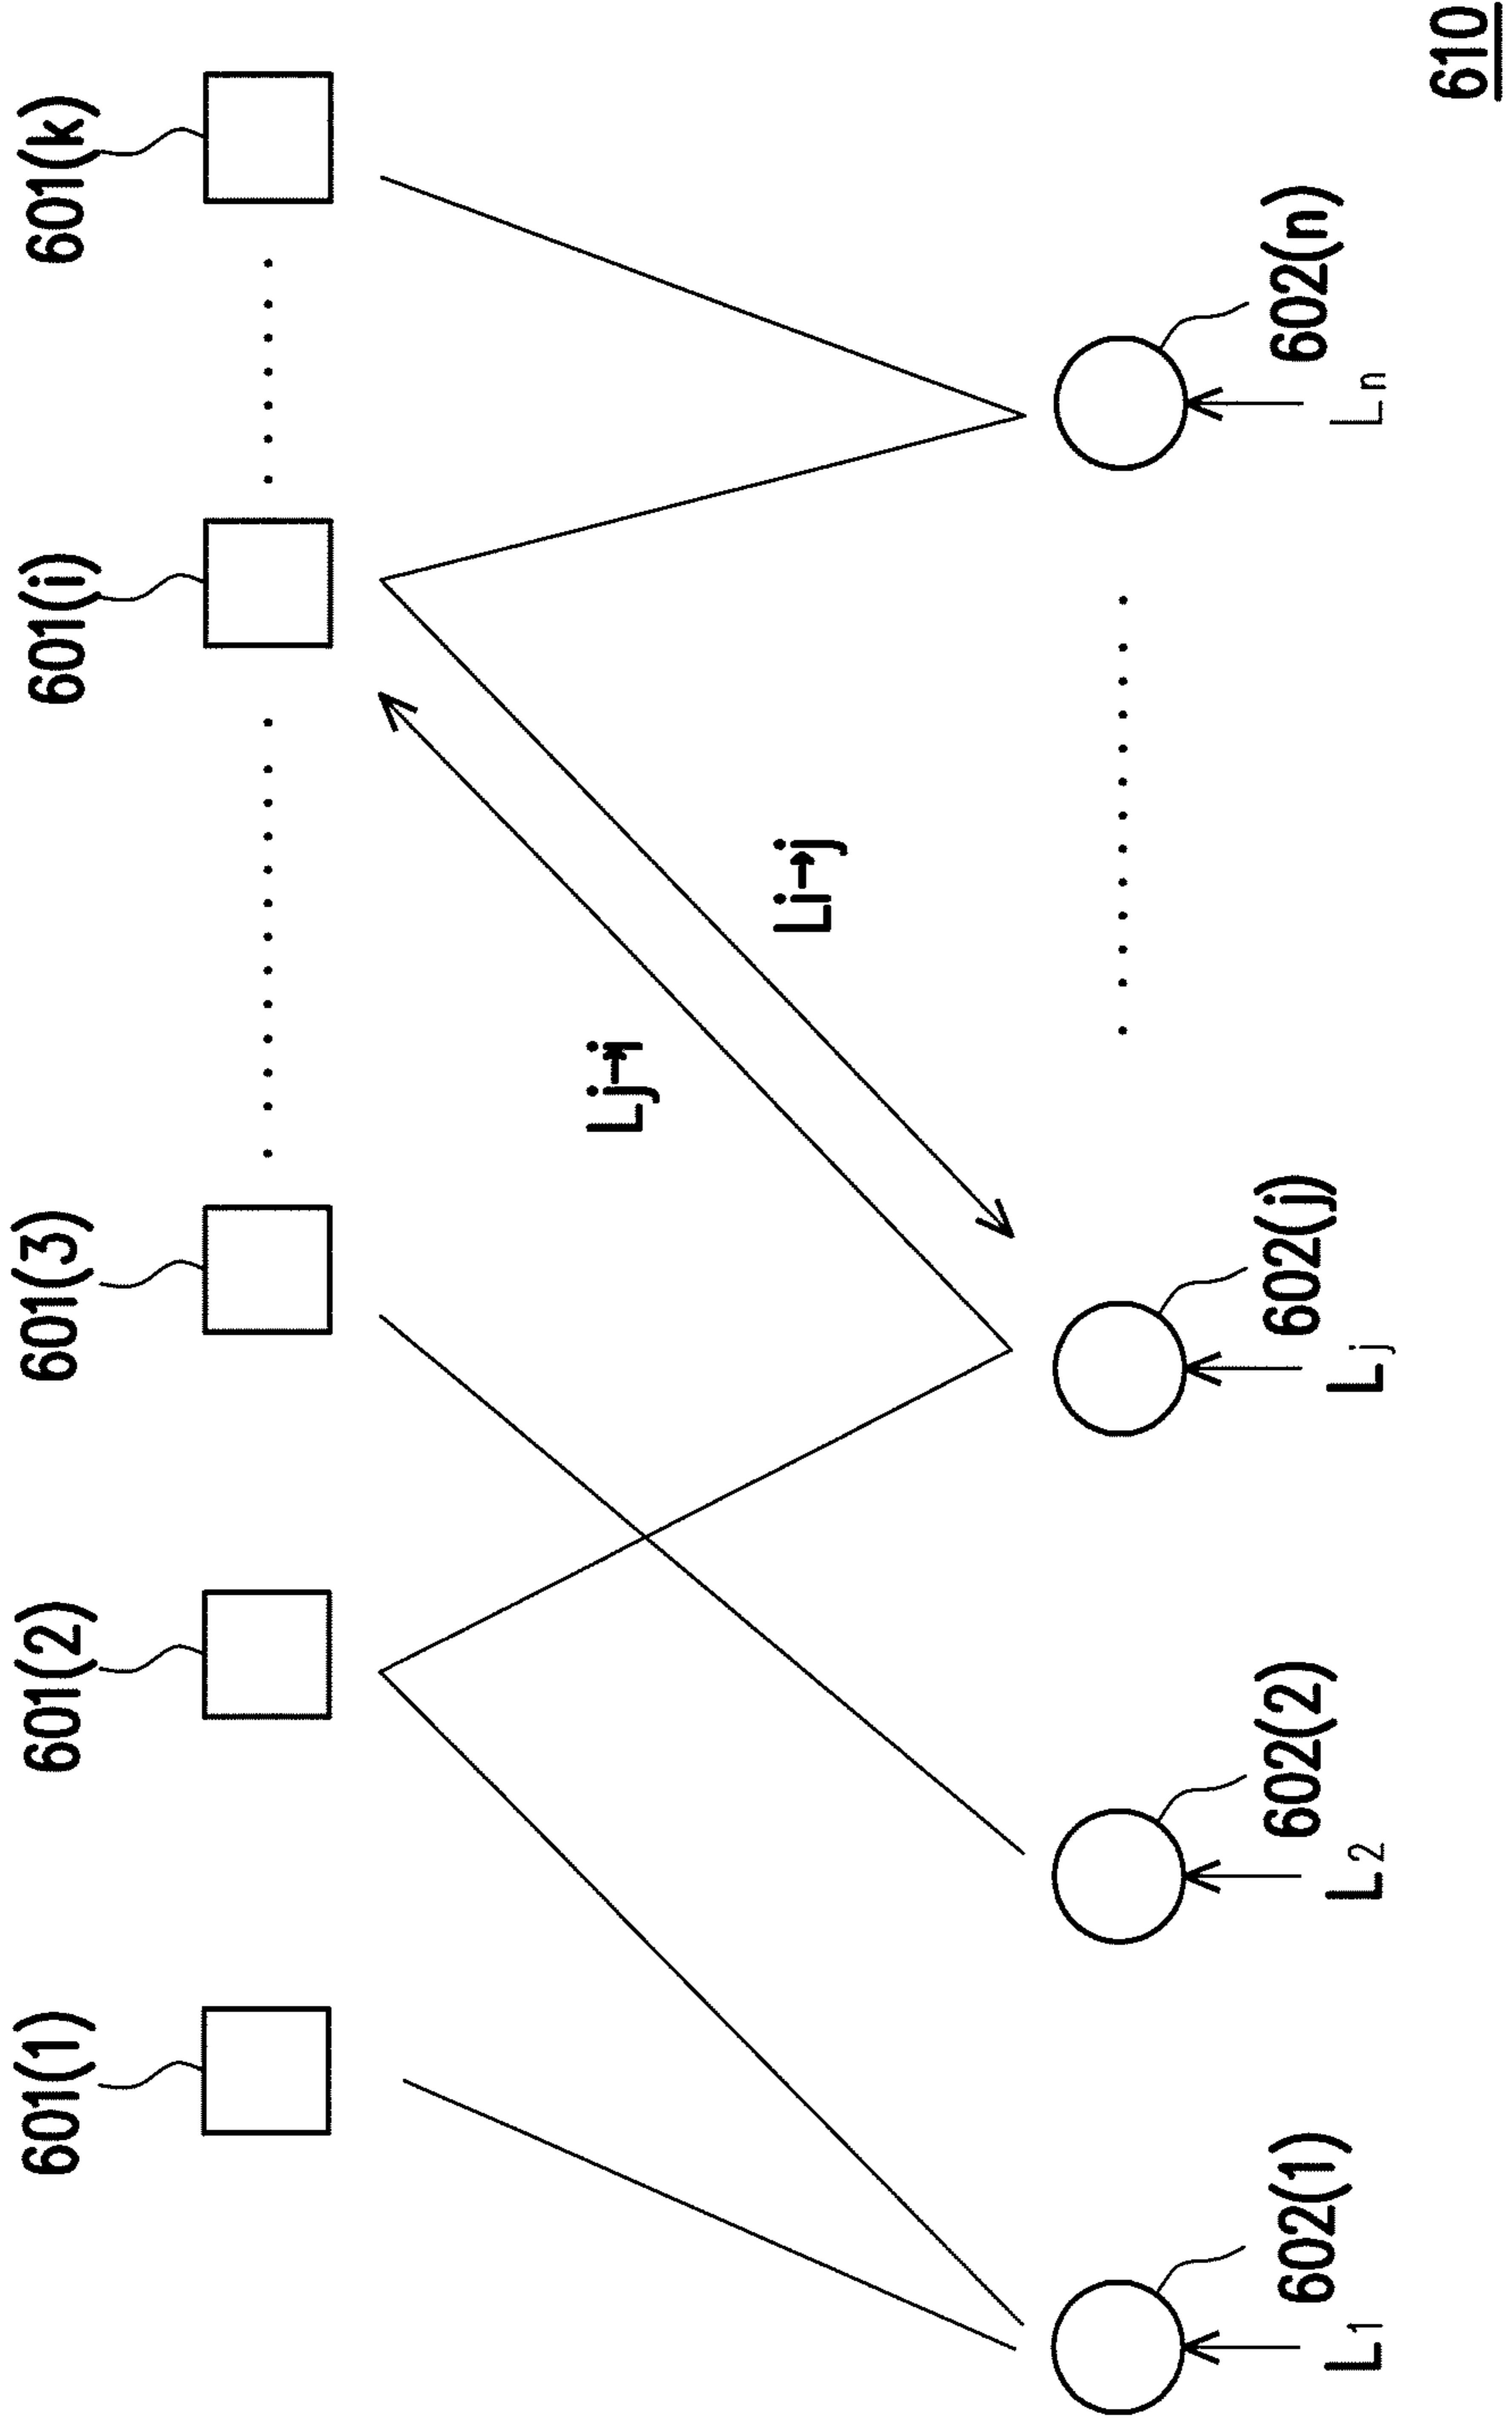 601(1) 601(2) 601(3) 601(i) 601(k)
Lj→i
Li→j
602(1) 602(2) 602(j) 602(n)
L1 L2 Lj Ln
610